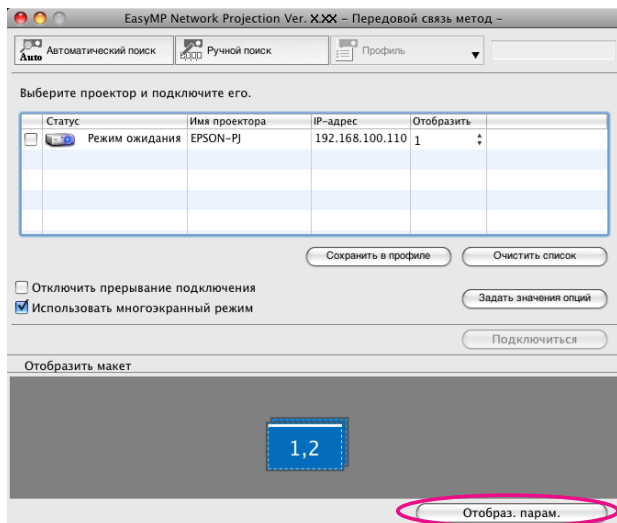 EasyMP Network Projection Ver. X.XX – Передовой связь метод –
Auto Автоматический поиск Ручной поиск Профиль
Выберите проектор и подключите его.
Статус Имя проектора IP-адрес Отобразить
Режим ожидания EPSON-PJ 192.168.100.110 1
Сохранить в профиле Очистить список
Отключить прерывание подключения
Использовать многоэкранный режим
Задать значения опций
Подключиться
Отобразить макет
1,2
Отобраз. парам.